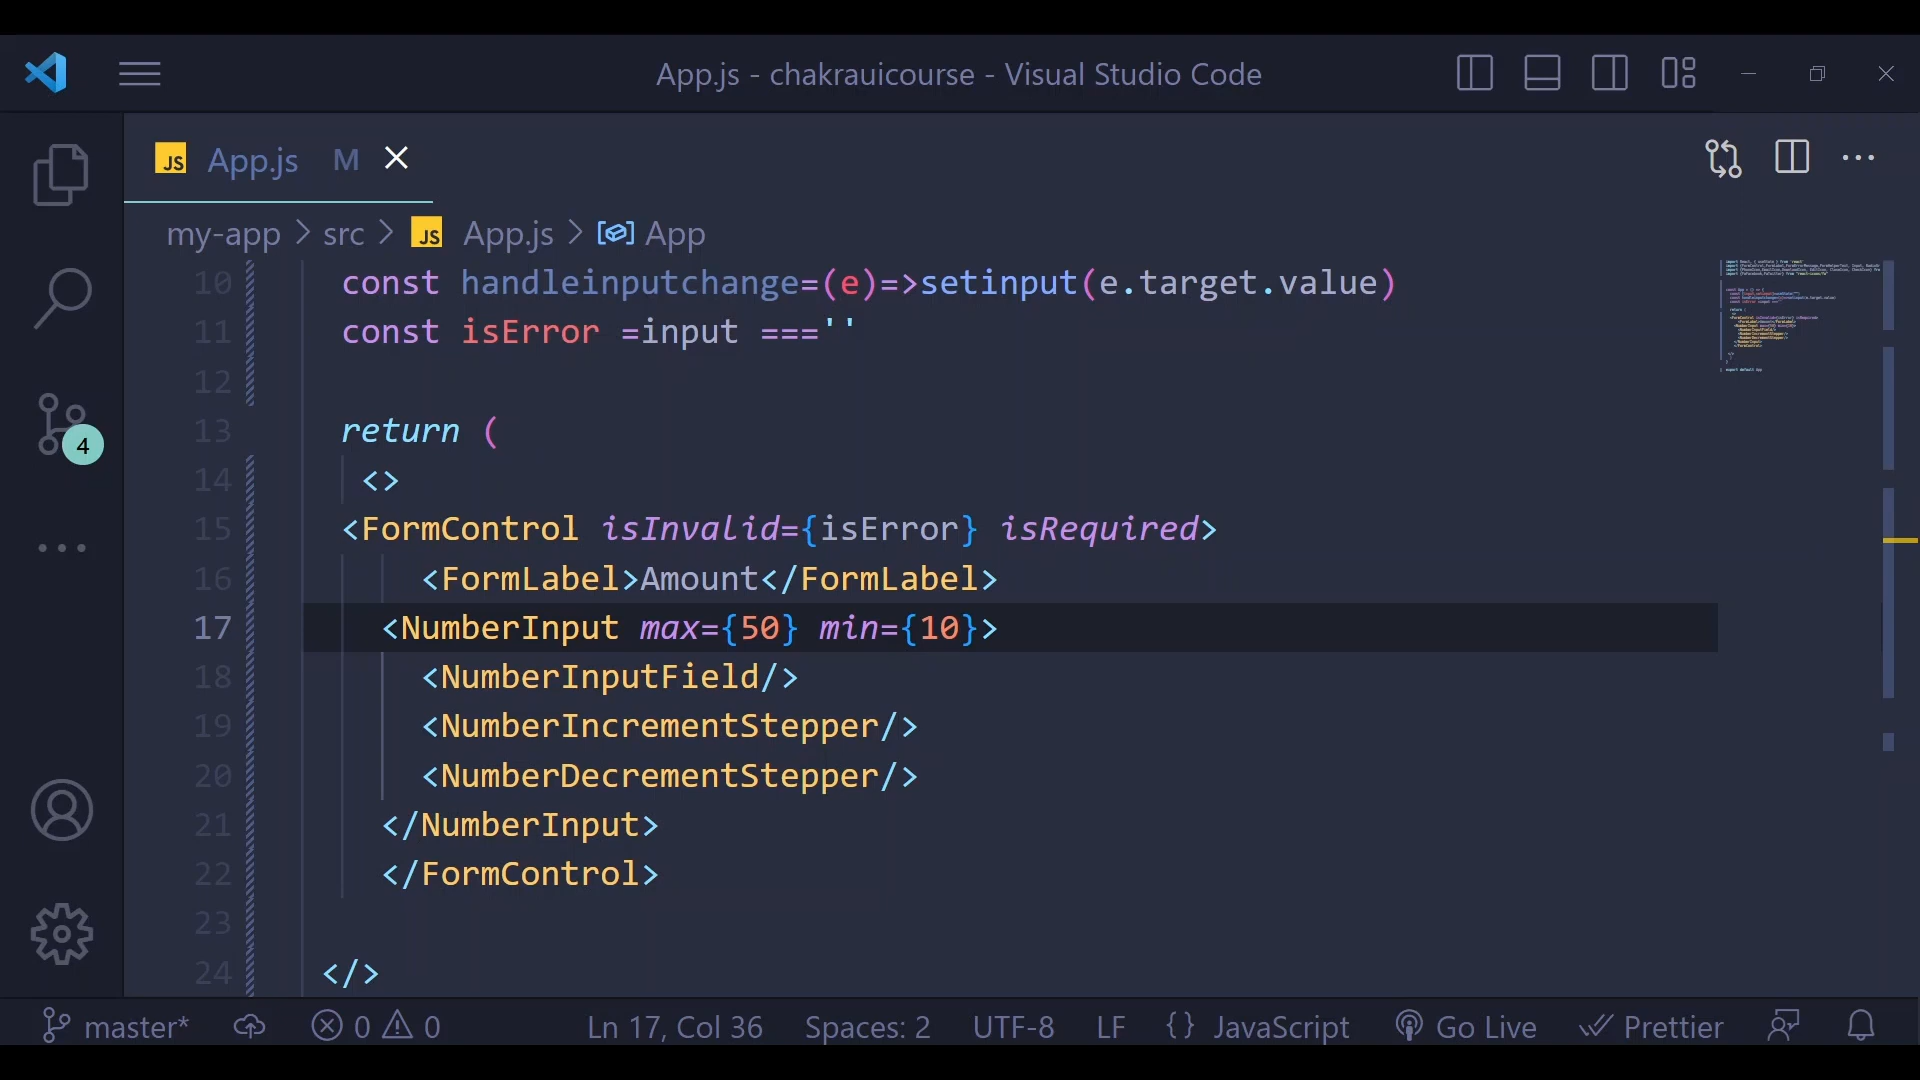 App.js - chakrauicourse - Visual Studio Code
JS App.js M
my-app > src > JS App.js > App
10 const handleinputchange=(e)=>setinput(e.target.value)
11 const isError =input ===''
12
13 return (
14 <>
15 <FormControl isInvalid={isError} isRequired>
16 <FormLabel>Amount</FormLabel>
17 <NumberInput max={50} min={10}>
18 <NumberInputField/>
19 <NumberIncrementStepper/>
20 <NumberDecrementStepper/>
21 </NumberInput>
22 </FormControl>
23
24 </>
4
master* 0 0 Ln 17, Col 36 Spaces: 2 UTF-8 LF {} JavaScript Go Live Prettier